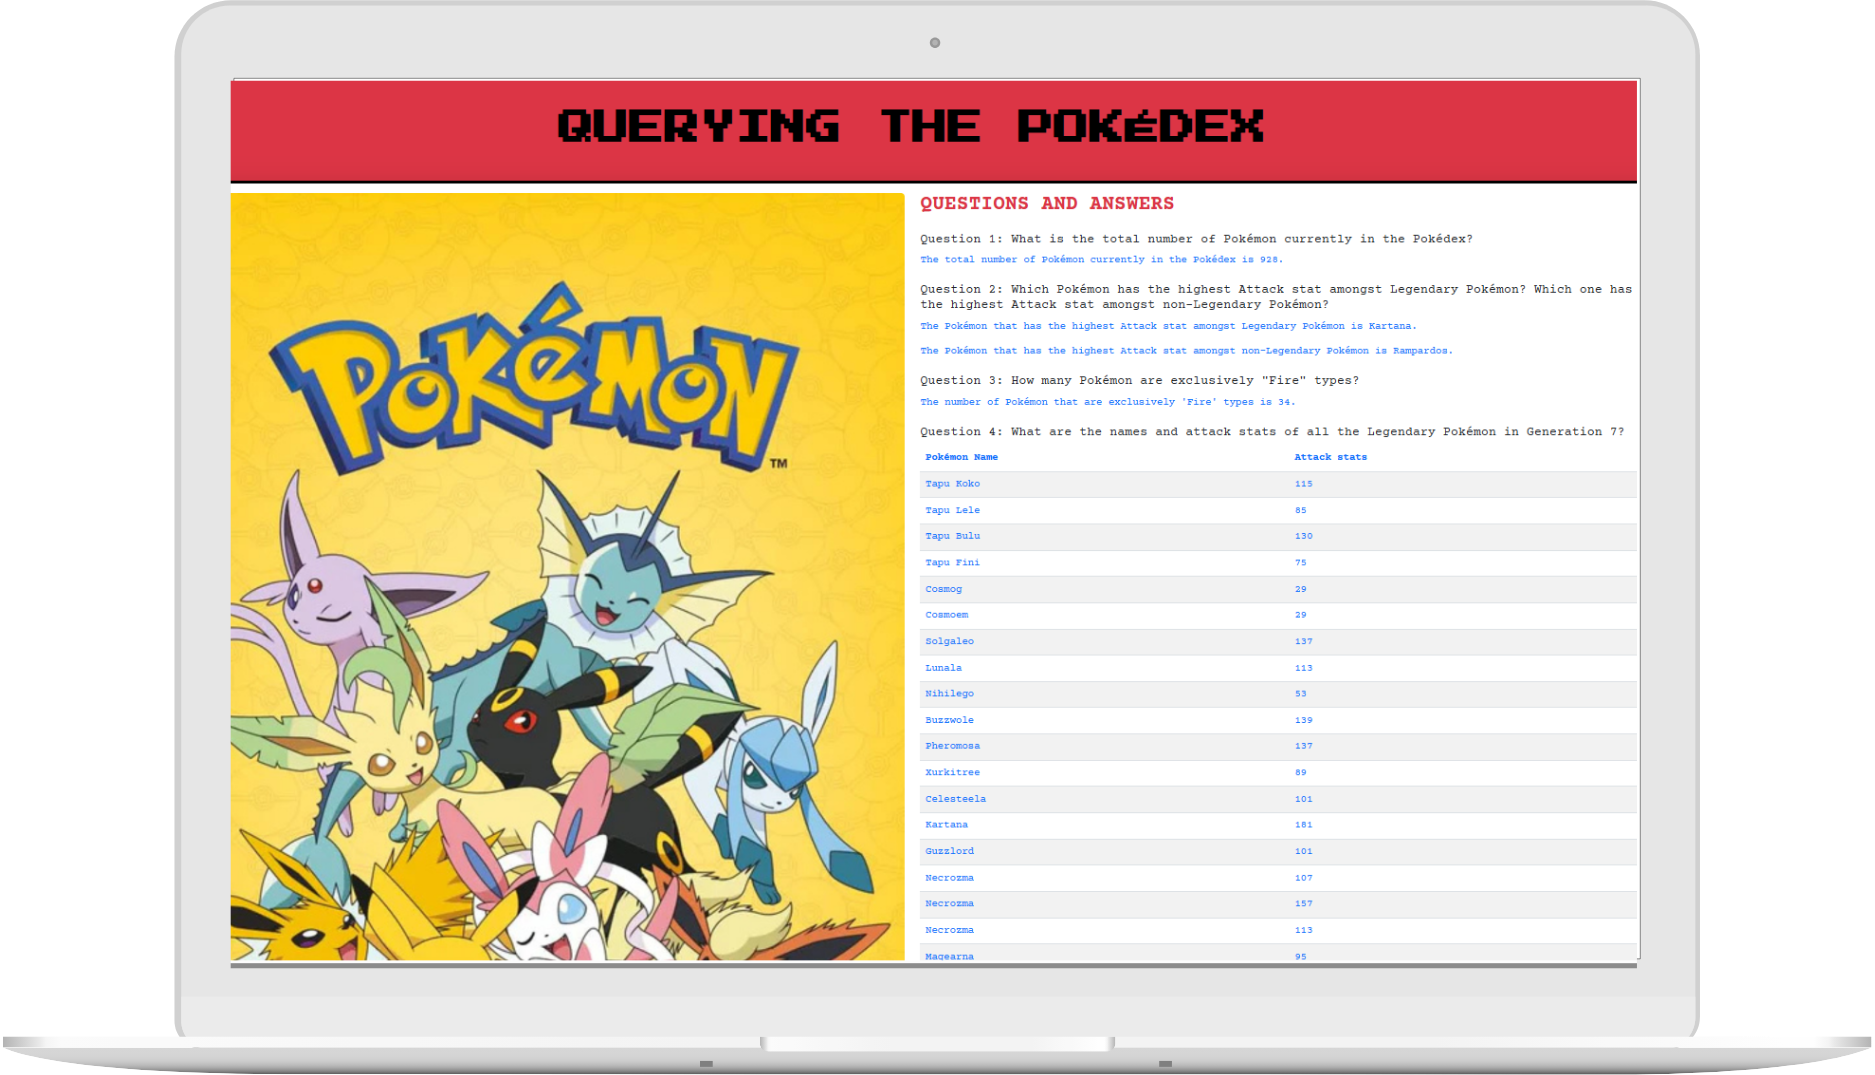 QUERYING THE POKéDEX
POKéMON
TM
QUESTIONS AND ANSWERS
Question 1: What is the total number of Pokémon currently in the Pokédex?
The total number of Pokémon currently in the Pokédex is 928.
Question 2: Which Pokémon has the highest Attack stat amongst Legendary Pokémon? Which one has
the highest Attack stat amongst non-Legendary Pokémon?
The Pokémon that has the highest Attack stat amongst Legendary Pokémon is Kartana.
The Pokémon that has the highest Attack stat amongst non-Legendary Pokémon is Rampardos.
Question 3: How many Pokémon are exclusively "Fire" types?
The number of Pokémon that are exclusively 'Fire' types is 34.
Question 4: What are the names and attack stats of all the Legendary Pokémon in Generation 7?
Pokémon Name Attack stats
Tapu Koko 115
Tapu Lele 85
Tapu Bulu 130
Tapu Fini 75
Cosmog 29
Cosmoem 29
Solgaleo 137
Lunala 113
Nihilego 53
Buzzwole 139
Pheromosa 137
Xurkitree 89
Celesteela 101
Kartana 181
Guzzlord 101
Necrozma 107
Necrozma 157
Necrozma 113
Magearna 95